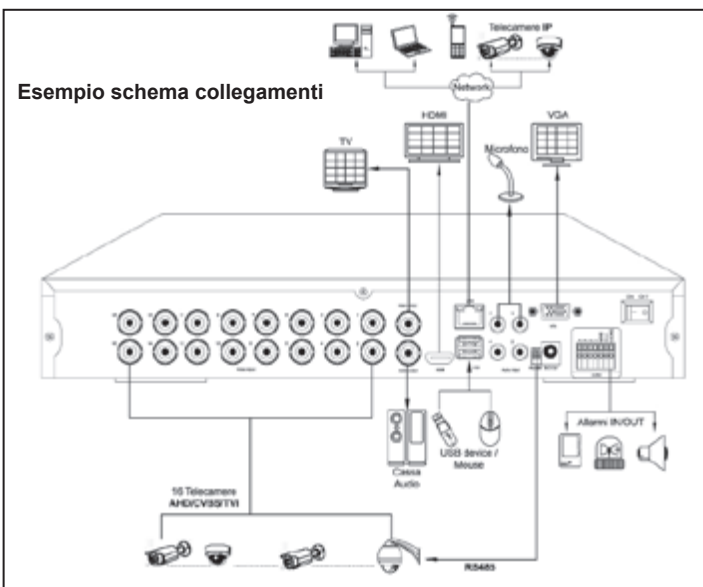 Telecamere IP
Network
Esempio schema collegamenti
HDMI
VGA
TV
Microfono
Allarmi IN/OUT
USB device /
Mouse
Cassa
Audio
16 Telecamere
AHD/CVBS/TVI
RS485